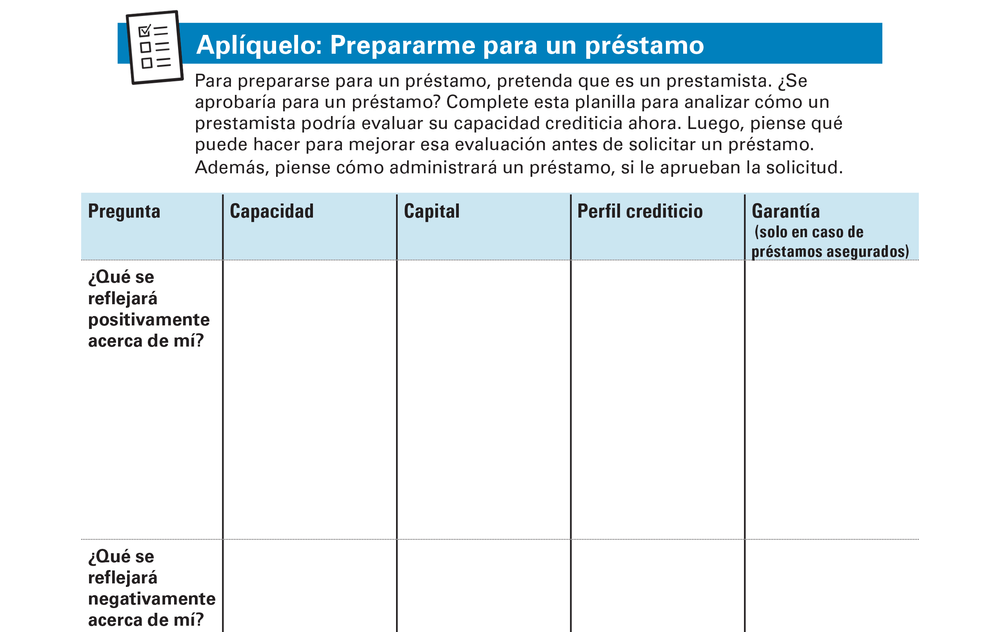 Aplíquelo: Prepararme para un préstamo
Para prepararse para un préstamo, pretenda que es un prestamista. ¿Se
aprobaría para un préstamo? Complete esta planilla para analizar cómo un
prestamista podría evaluar su capacidad crediticia ahora. Luego, piense qué
puede hacer para mejorar esa evaluación antes de solicitar un préstamo.
Además, piense cómo administrará un préstamo, si le aprueban la solicitud.
Pregunta
Capacidad
Capital
Perfil crediticio
Garantía
(solo en caso de
préstamos asegurados)
¿Qué se
reflejará
positivamente
acerca de mí?
¿Qué se
reflejará
negativamente
acerca de mí?